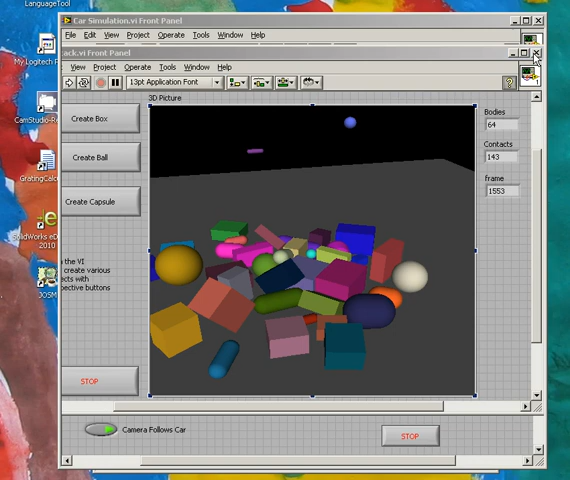 LanguageTool
Car Simulation.vi Front Panel
File Edit View Project Operate Tools Window Help
ack.vi Front Panel
View Project Operate Tools Window Help
13pt Application Font
?
1
My Logitech P
CamStudio-Re
GratingCalc
SolidWorks eD
2010
JOSM
3D Picture
Create Box
Create Ball
Create Capsule
the VI
create various
ects with
pective buttons
STOP
Bodies
64
Contacts
143
frame
1553
Camera Follows Car
STOP